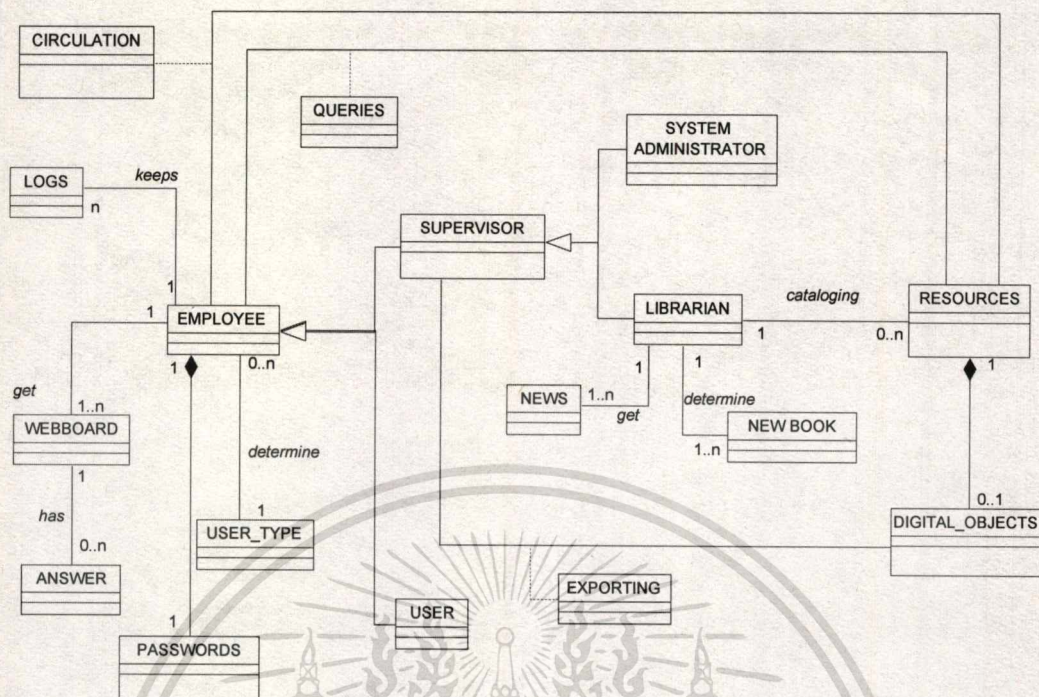 CIRCULATION
QUERIES
SYSTEM
ADMINISTRATOR
LOGS
keeps
n
1
SUPERVISOR
EMPLOYEE
1
1
0..n
LIBRARIAN
cataloging
1
0..n
RESOURCES
1
get
1..n
WEBBOARD
1
has
0..n
ANSWER
determine
1
USER_TYPE
1
PASSWORDS
USER
NEWS
1..n
get
1
1
determine
1..n
NEW BOOK
0..1
DIGITAL_OBJECTS
EXPORTING